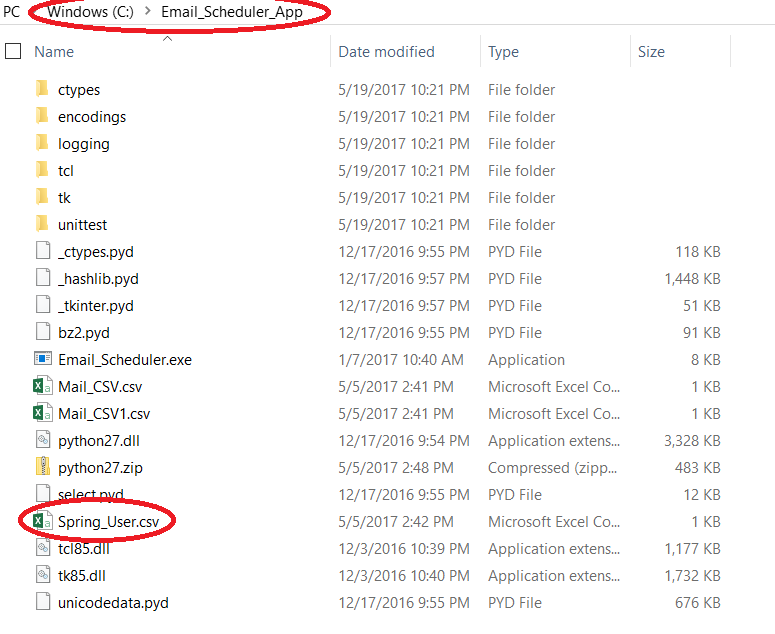 PC Windows (C:) > Email_Scheduler_App
Name Date modified Type Size
ctypes 5/19/2017 10:21 PM File folder
encodings 5/19/2017 10:21 PM File folder
logging 5/19/2017 10:21 PM File folder
tcl 5/19/2017 10:21 PM File folder
tk 5/19/2017 10:21 PM File folder
unittest 5/19/2017 10:21 PM File folder
_ctypes.pyd 12/17/2016 9:55 PM PYD File 118 KB
_hashlib.pyd 12/17/2016 9:57 PM PYD File 1,448 KB
_tkinter.pyd 12/17/2016 9:57 PM PYD File 51 KB
bz2.pyd 12/17/2016 9:55 PM PYD File 91 KB
Email_Scheduler.exe 1/7/2017 10:40 AM Application 8 KB
Mail_CSV.csv 5/5/2017 2:41 PM Microsoft Excel Co... 1 KB
Mail_CSV1.csv 5/5/2017 2:41 PM Microsoft Excel Co... 1 KB
python27.dll 12/17/2016 9:54 PM Application extens... 3,328 KB
python27.zip 5/5/2017 2:48 PM Compressed (zipp... 483 KB
select.pyd 12/17/2016 9:55 PM PYD File 12 KB
Spring_User.csv 5/5/2017 2:42 PM Microsoft Excel Co... 1 KB
tcl85.dll 12/3/2016 10:39 PM Application extens... 1,177 KB
tk85.dll 12/3/2016 10:40 PM Application extens... 1,732 KB
unicodedata.pyd 12/17/2016 9:55 PM PYD File 676 KB